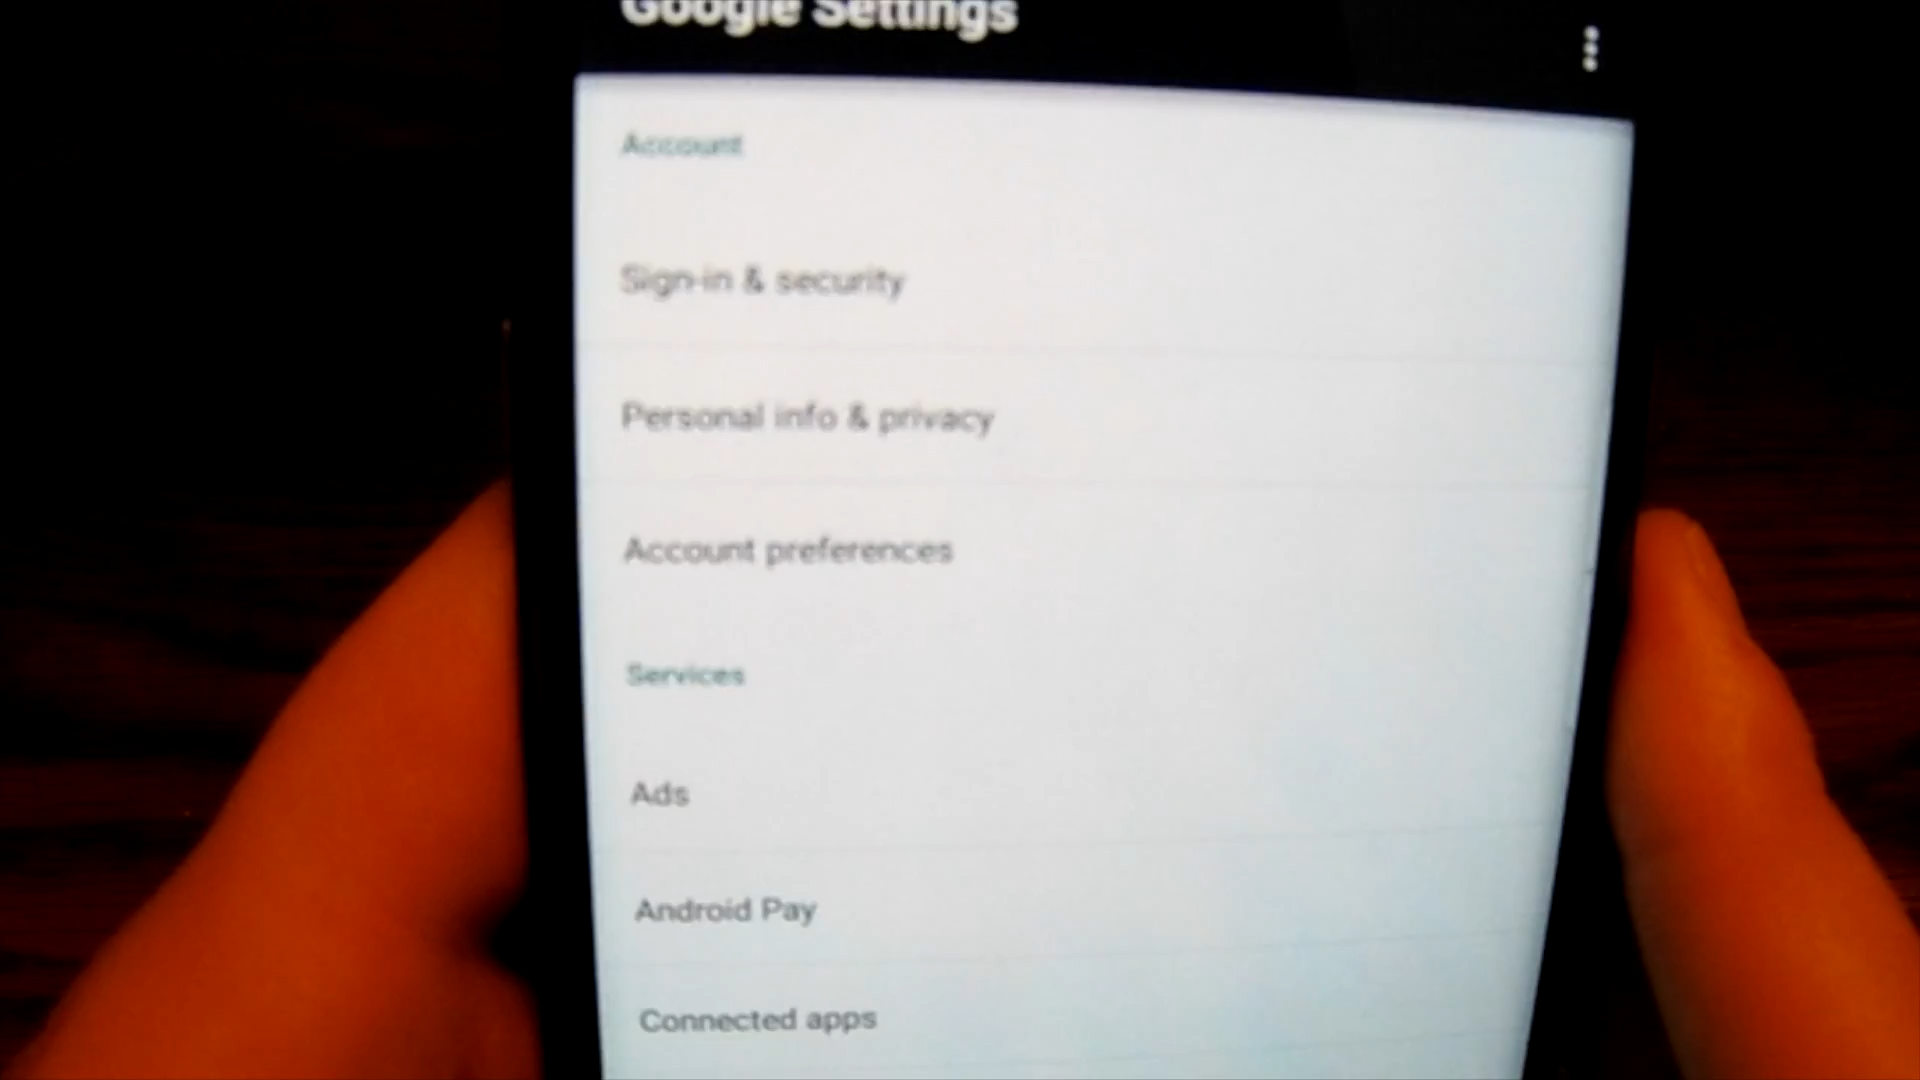 Google Settings
Account
Sign-in & security
Personal info & privacy
Account preferences
Services
Ads
Android Pay
Connected apps